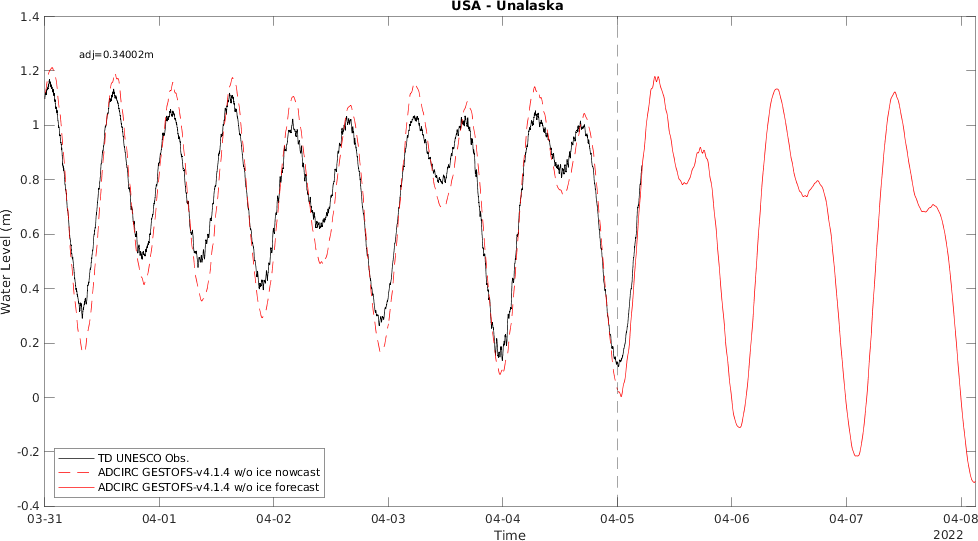 USA - Unalaska
1.4
1.2
1
0.8
0.6
0.4
0.2
0
-0.2
-0.4
Water Level (m)
adj=0.34002m
TD UNESCO Obs.
ADCIRC GESTOFS-v4.1.4 w/o ice nowcast
ADCIRC GESTOFS-v4.1.4 w/o ice forecast
03-31 04-01 04-02 04-03 04-04 04-05 04-06 04-07 04-08
Time
2022